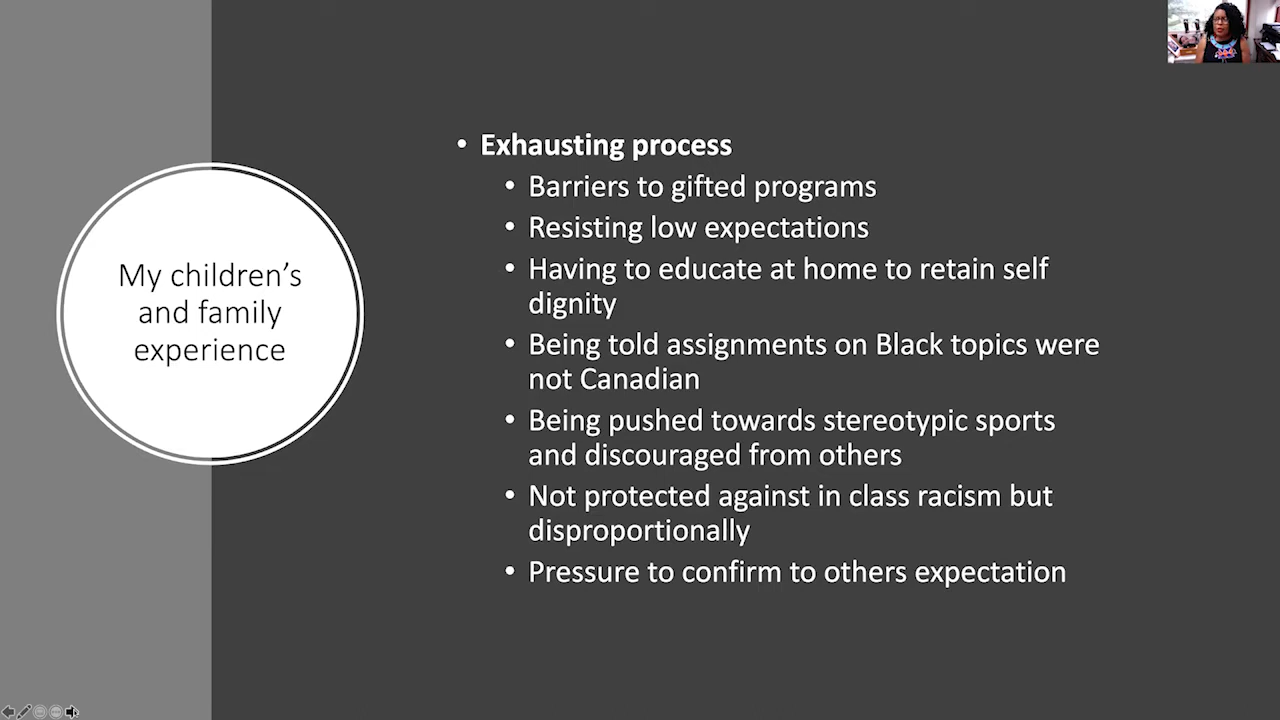 My children’s
and family
experience
• Exhausting process
• Barriers to gifted programs
• Resisting low expectations
• Having to educate at home to retain self
dignity
• Being told assignments on Black topics were
not Canadian
• Being pushed towards stereotypic sports
and discouraged from others
• Not protected against in class racism but
disproportionally
• Pressure to confirm to others expectation